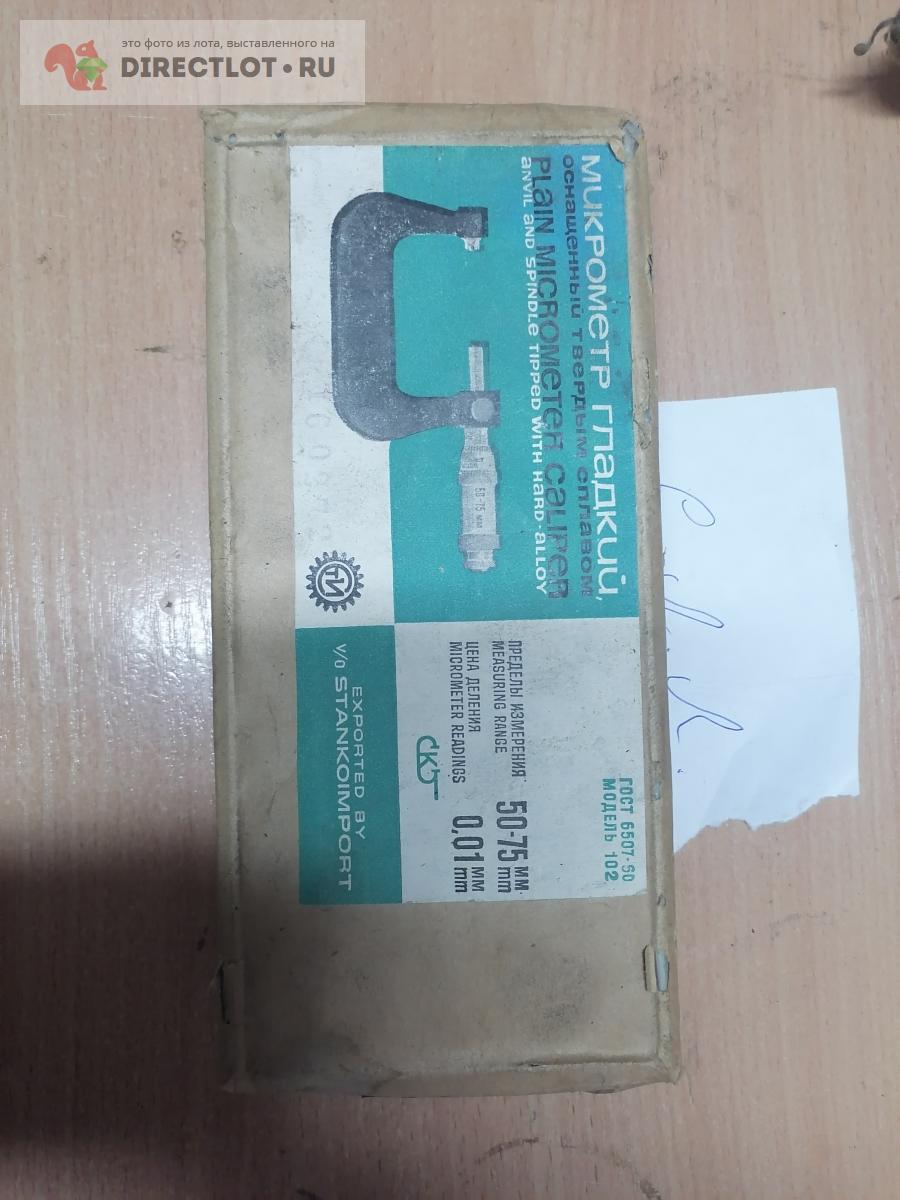 это фото из лота, выставленного на
DIRECTLOT.RU
МИКРОМЕТР ГЛАДКИЙ,
ОСНАЩЕННЫЙ ТВЕРДЫМ СПЛАВОМ
PLAIN MICROMETER CALIPER
ANVIL AND SPINDLE TIPPED WITH HARD-ALLOY
50-75 мм
ГОСТ 6507-60
МОДЕЛЬ 102
ПРЕДЕЛЫ ИЗМЕРЕНИЯ 50-75 мм
MEASURING RANGE mm
ЦЕНА ДЕЛЕНИЯ 0,01 мм
MICROMETER READINGS mm
EXPORTED BY
V/O STANKOIMPORT